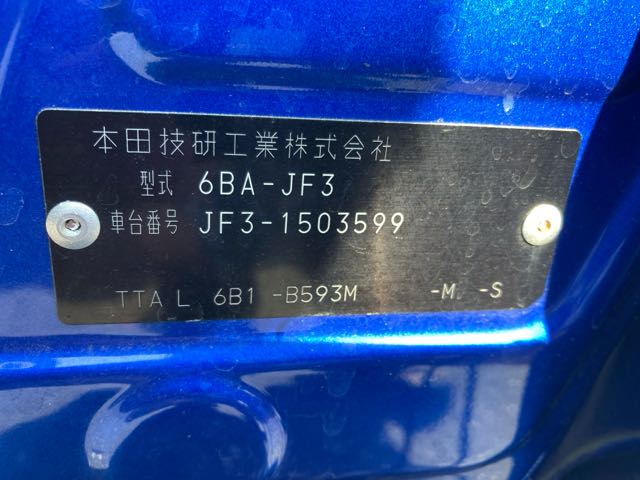 本田技研工業株式会社
型式 6BA-JF3
車台番号 JF3-1503599
TTA L 6B1 -B593M -M -S